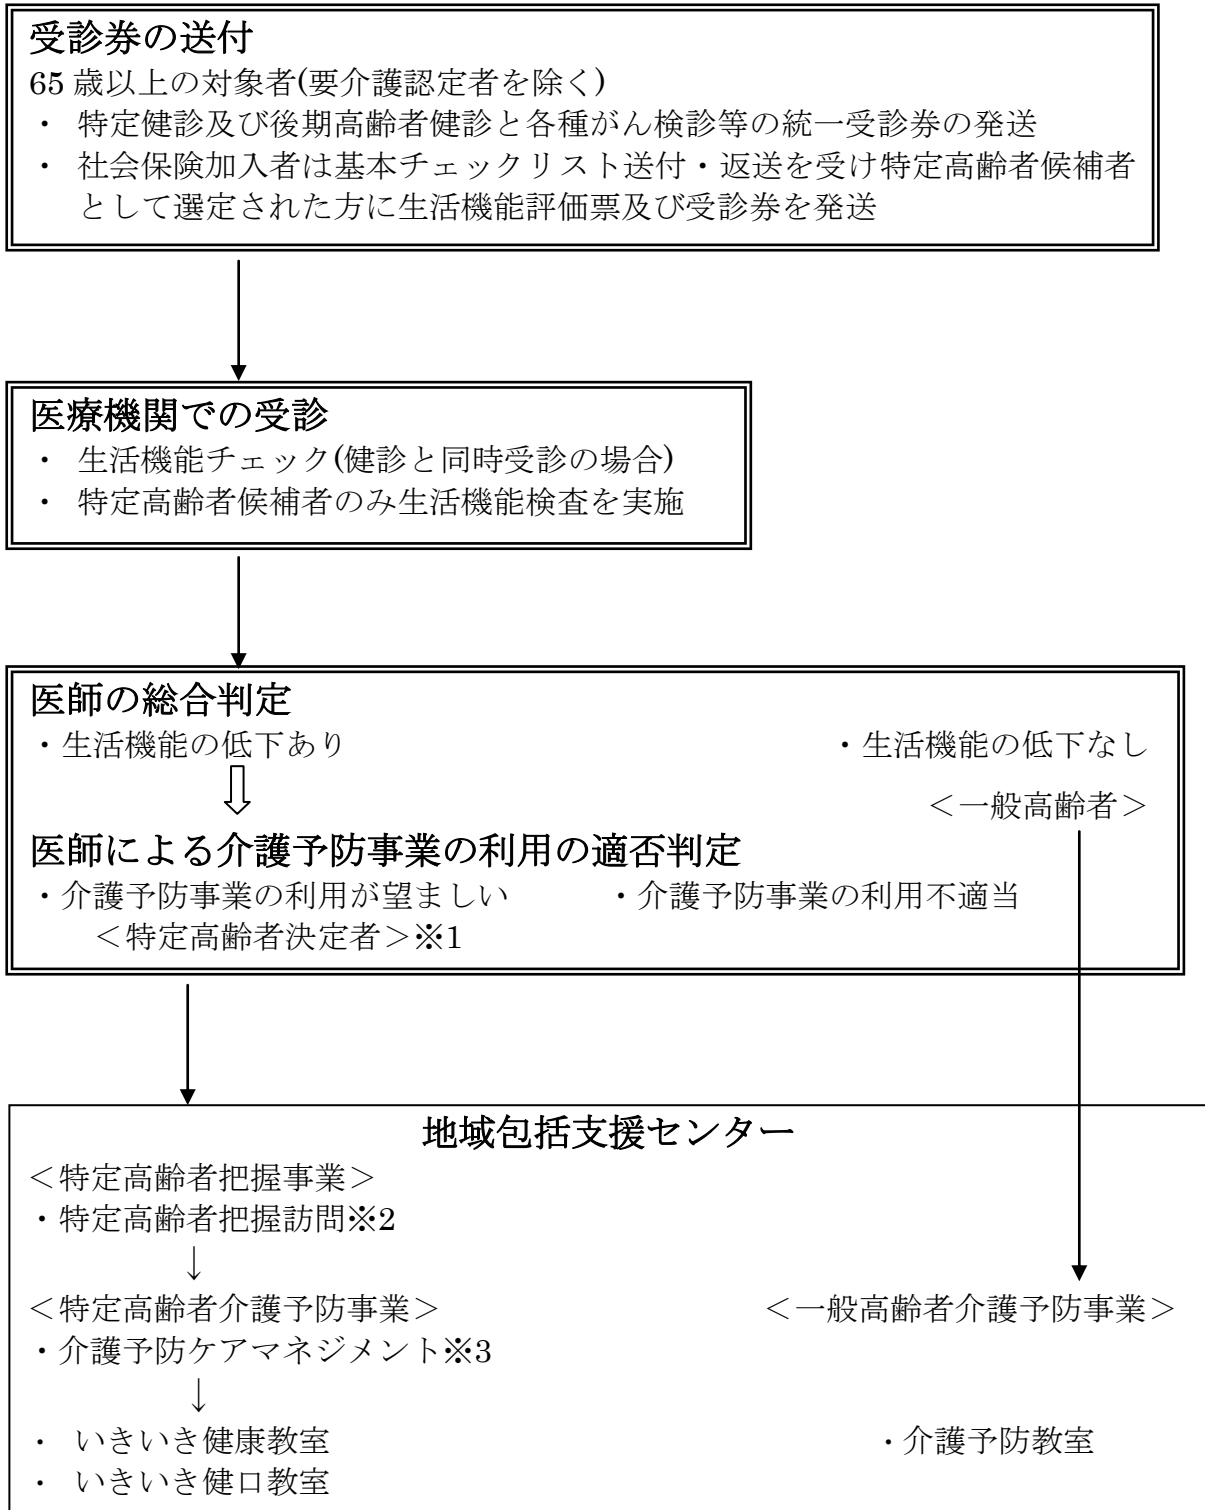 受診券の送付
65歳以上の対象者(要介護認定者を除く)
・ 特定健診及び後期高齢者健診と各種がん検診等の統一受診券の発送
・ 社会保険加入者は基本チェックリスト送付・返送を受け特定高齢者候補者
として選定された方に生活機能評価票及び受診券を発送
医療機関での受診
・ 生活機能チェック(健診と同時受診の場合)
・ 特定高齢者候補者のみ生活機能検査を実施
医師の総合判定
・生活機能の低下あり ・生活機能の低下なし
＜一般高齢者＞
医師による介護予防事業の利用の適否判定
・介護予防事業の利用が望ましい ・介護予防事業の利用不適当
＜特定高齢者決定者＞※1
地域包括支援センター
＜特定高齢者把握事業＞
・特定高齢者把握訪問※2
↓
＜特定高齢者介護予防事業＞ ＜一般高齢者介護予防事業＞
・介護予防ケアマネジメント※3
↓
・ いきいき健康教室 ・介護予防教室
・ いきいき健口教室